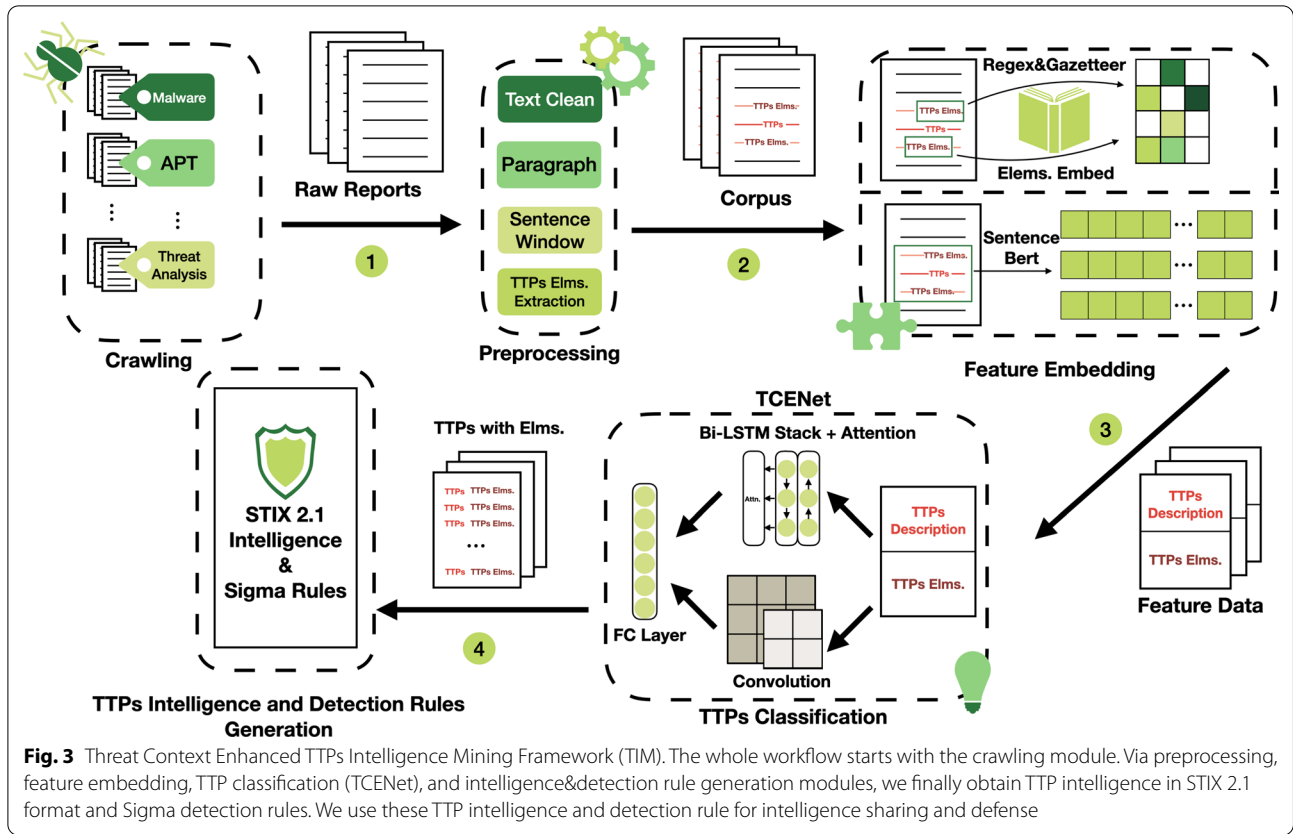 Malware
APT
Threat
Analysis
Crawling
Raw Reports
1
Text Clean
Paragraph
Sentence
Window
TTPs Elms.
Extraction
Preprocessing
TTPs Elms.
TTPs
TTPs Elms.
Corpus
2
TTPs Elms.
TTPs
TTPs Elms.
Regex&Gazetteer
Elems. Embed
TTPs Elms.
TTPs
TTPs Elms.
Sentence
Bert
Feature Embedding
3
TTPs
Description
TTPs Elms.
Feature Data
TCENet
Bi-LSTM Stack + Attention
Attn.
TTPs
Description
TTPs Elms.
FC Layer
Convolution
TTPs Classification
TTPs with Elms.
TTPs TTPs Elms.
TTPs TTPs Elms.
TTPs TTPs Elms.
...
TTPs TTPs Elms.
4
STIX 2.1
Intelligence
&
Sigma Rules
TTPs Intelligence and Detection Rules
Generation
Fig. 3 Threat Context Enhanced TTPs Intelligence Mining Framework (TIM). The whole workflow starts with the crawling module. Via preprocessing,
feature embedding, TTP classification (TCENet), and intelligence&detection rule generation modules, we finally obtain TTP intelligence in STIX 2.1
format and Sigma detection rules. We use these TTP intelligence and detection rule for intelligence sharing and defense